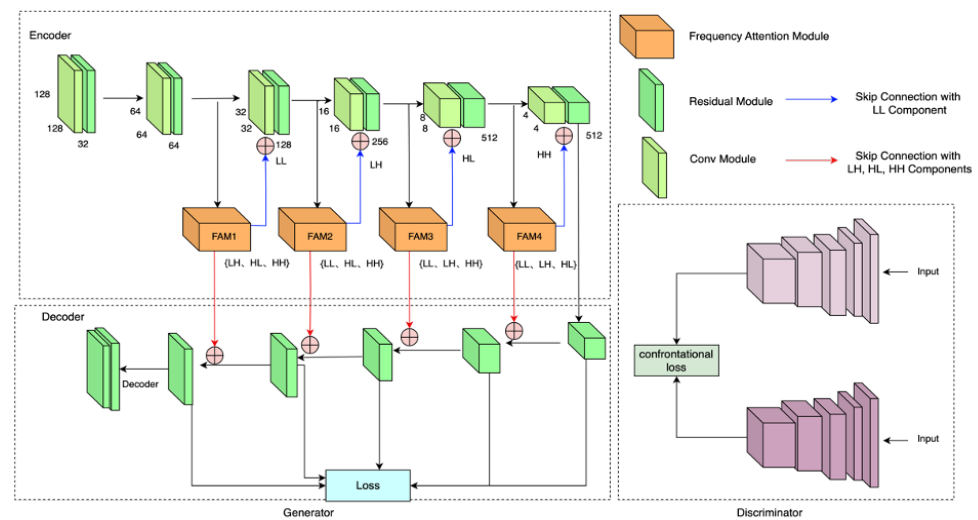 Encoder
128
128
32
64
64
64
32
32
128
LL
16
16
256
LH
8
8
512
HL
4
4
512
HH
FAM1
FAM2
FAM3
FAM4
{LH、HL、HH}
{LL、HL、HH}
{LL、LH、HH}
{LL、LH、HL}
Decoder
Decoder
Loss
Generator
Frequency Attention Module
Residual Module
Skip Connection with
LL Component
Conv Module
Skip Connection with
LH, HL, HH Components
Input
confrontational
loss
Input
Discriminator